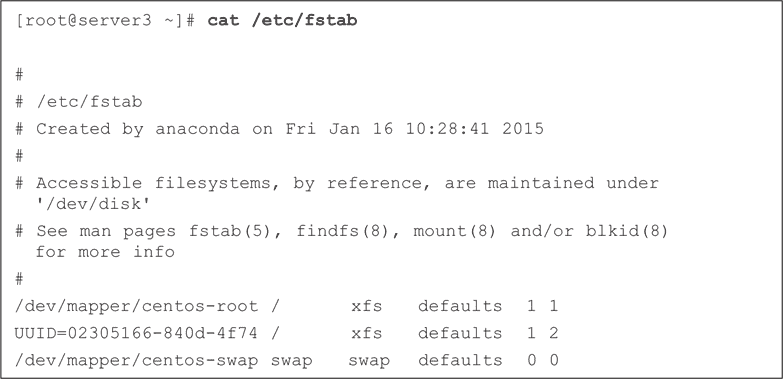 [root@server3 ~]# cat /etc/fstab
#
# /etc/fstab
# Created by anaconda on Fri Jan 16 10:28:41 2015
#
# Accessible filesystems, by reference, are maintained under
'/dev/disk'
# See man pages fstab(5), findfs(8), mount(8) and/or blkid(8)
for more info
#
/dev/mapper/centos-root / xfs defaults 1 1
UUID=02305166-840d-4f74 / xfs defaults 1 2
/dev/mapper/centos-swap swap swap defaults 0 0